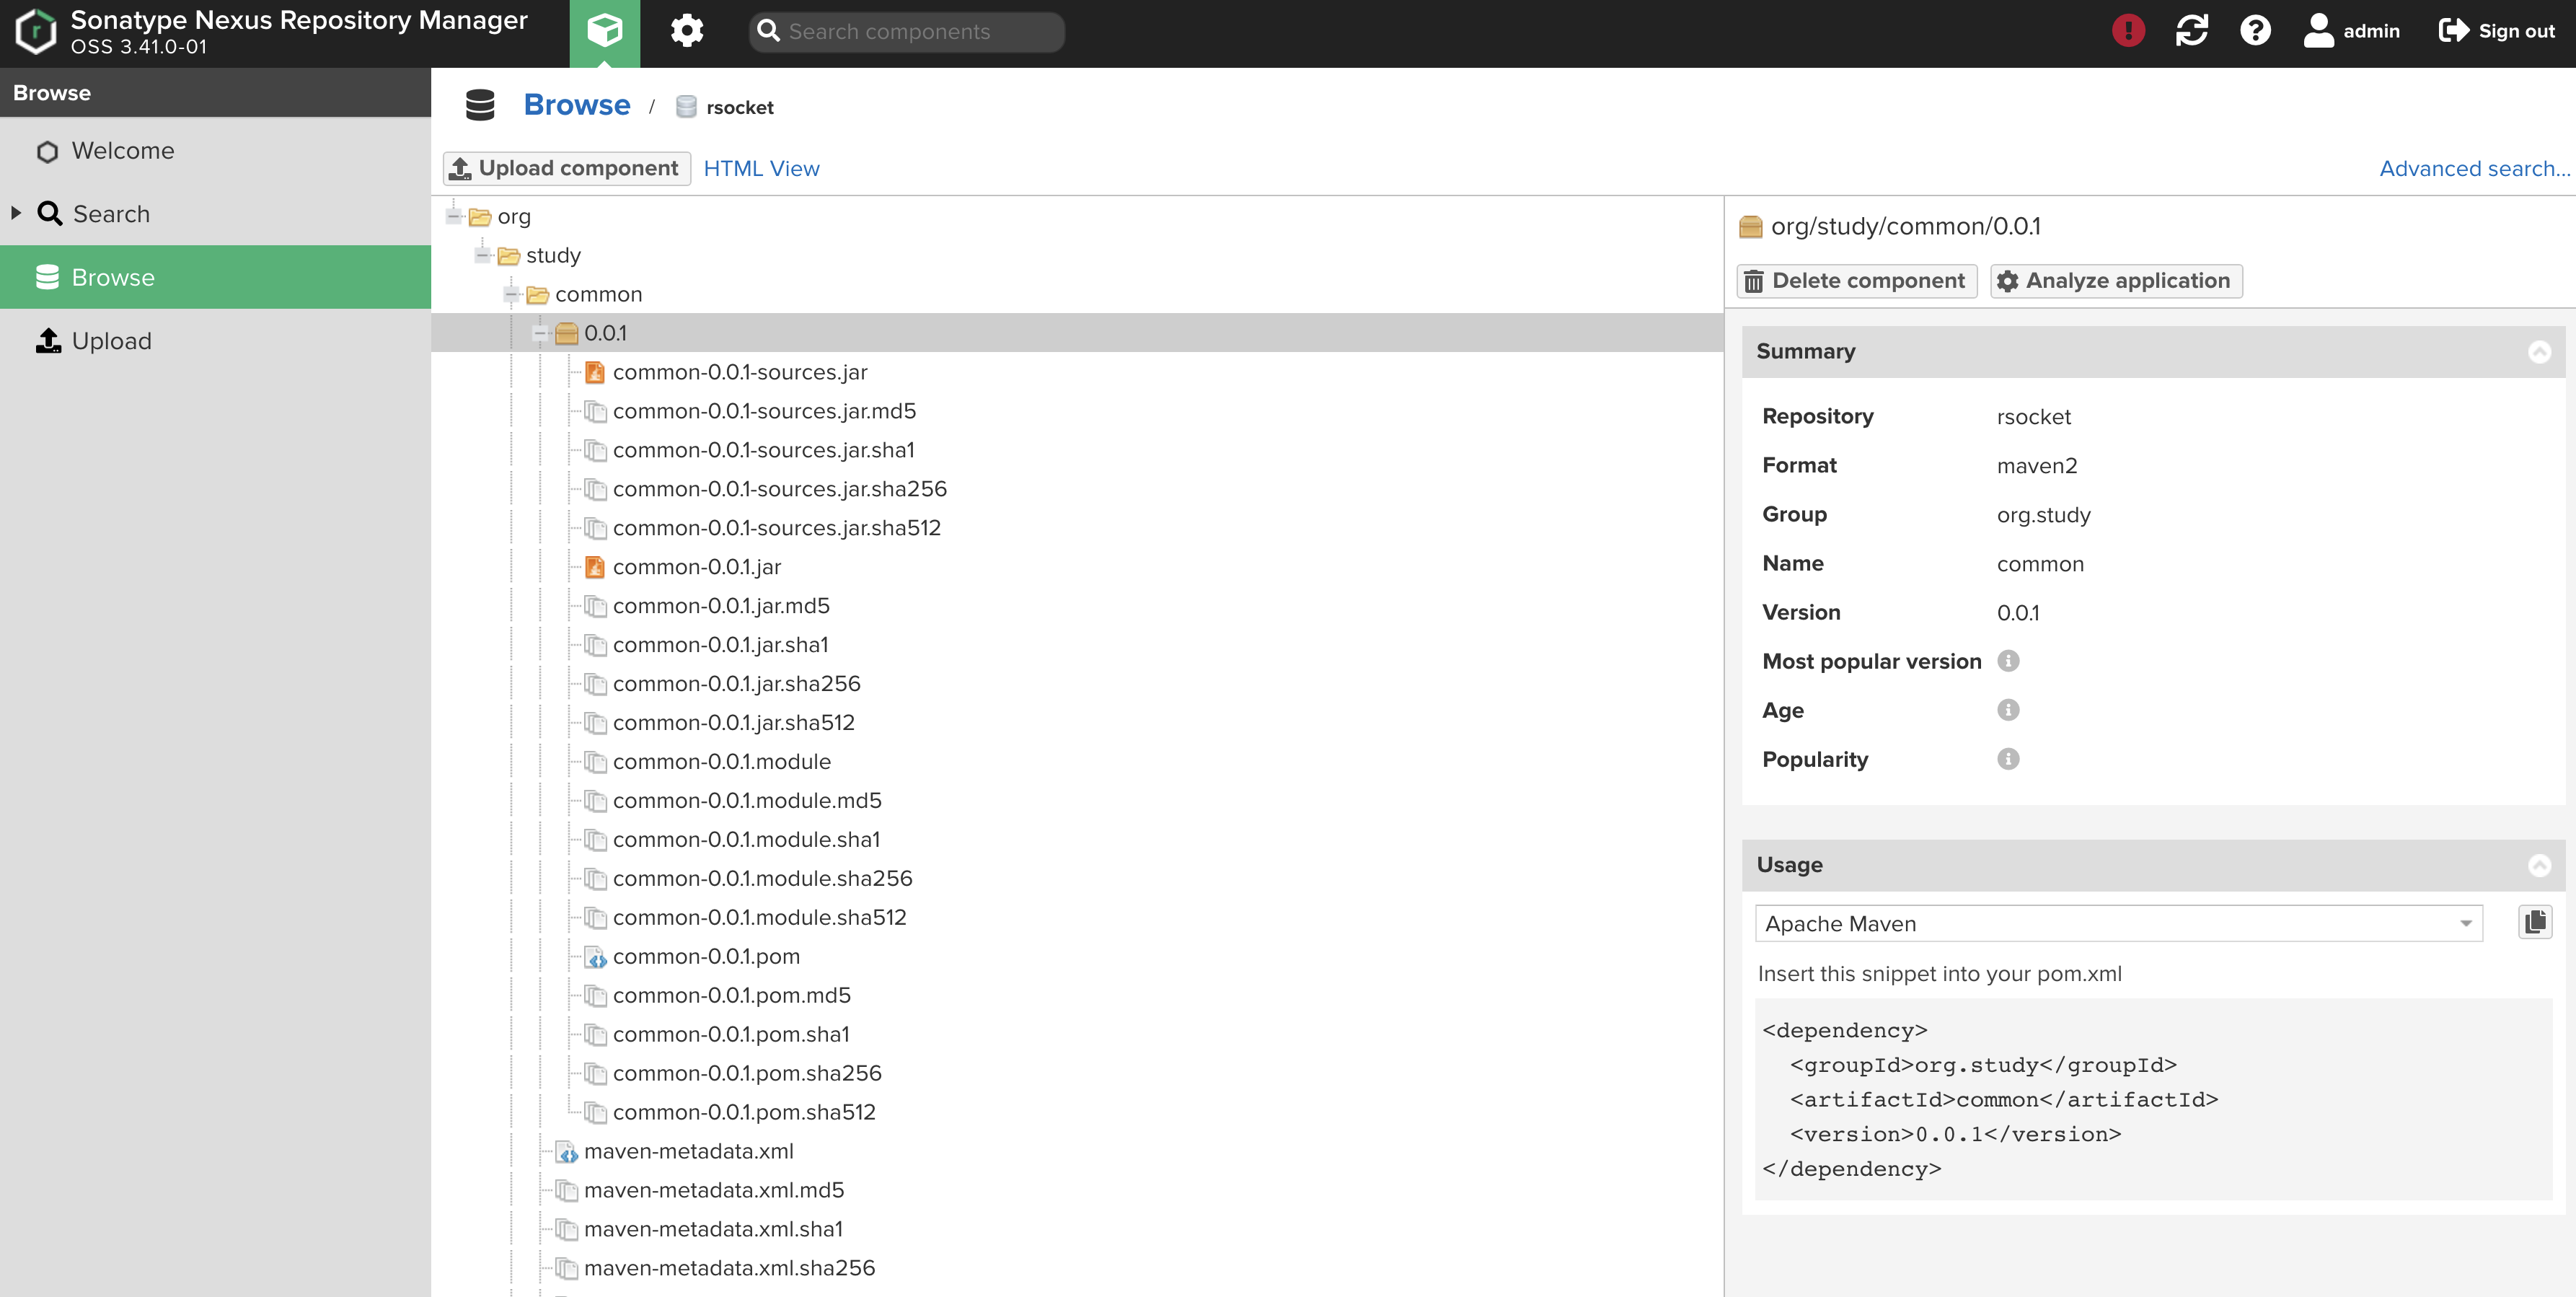 Sonatype Nexus Repository Manager
OSS 3.41.0-01
Search components
admin
Sign out
Browse
Welcome
Search
Browse
Upload
Browse / rsocket
Upload component
HTML View
Advanced search...
org
study
common
0.0.1
common-0.0.1-sources.jar
common-0.0.1-sources.jar.md5
common-0.0.1-sources.jar.sha1
common-0.0.1-sources.jar.sha256
common-0.0.1-sources.jar.sha512
common-0.0.1.jar
common-0.0.1.jar.md5
common-0.0.1.jar.sha1
common-0.0.1.jar.sha256
common-0.0.1.jar.sha512
common-0.0.1.module
common-0.0.1.module.md5
common-0.0.1.module.sha1
common-0.0.1.module.sha256
common-0.0.1.module.sha512
common-0.0.1.pom
common-0.0.1.pom.md5
common-0.0.1.pom.sha1
common-0.0.1.pom.sha256
common-0.0.1.pom.sha512
maven-metadata.xml
maven-metadata.xml.md5
maven-metadata.xml.sha1
maven-metadata.xml.sha256
org/study/common/0.0.1
Delete component
Analyze application
Summary
Repository rsocket
Format maven2
Group org.study
Name common
Version 0.0.1
Most popular version
Age
Popularity
Usage
Apache Maven
Insert this snippet into your pom.xml
<dependency>
  <groupId>org.study</groupId>
  <artifactId>common</artifactId>
  <version>0.0.1</version>
</dependency>